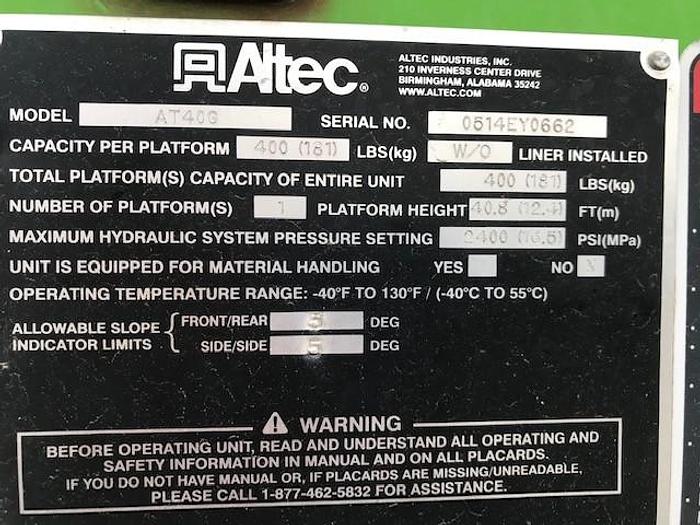 Altec®
ALTEC INDUSTRIES, INC.
210 INVERNESS CENTER DRIVE
BIRMINGHAM, ALABAMA 35242
WWW.ALTEC.COM
MODEL AT40G SERIAL NO. 0514EY0662
CAPACITY PER PLATFORM 400 (181) LBS(kg) W/O LINER INSTALLED
TOTAL PLATFORM(S) CAPACITY OF ENTIRE UNIT 400 (181) LBS(kg)
NUMBER OF PLATFORM(S) 1 PLATFORM HEIGHT 40.8 (12.4) FT(m)
MAXIMUM HYDRAULIC SYSTEM PRESSURE SETTING 2400 (16.5) PSI(MPa)
UNIT IS EQUIPPED FOR MATERIAL HANDLING YES NO X
OPERATING TEMPERATURE RANGE: -40°F TO 130°F / (-40°C TO 55°C)
ALLOWABLE SLOPE INDICATOR LIMITS { FRONT/REAR 5 DEG
SIDE/SIDE 5 DEG
WARNING
BEFORE OPERATING UNIT, READ AND UNDERSTAND ALL OPERATING AND
SAFETY INFORMATION IN MANUAL AND ON ALL PLACARDS.
IF YOU DO NOT HAVE MANUAL OR, IF PLACARDS ARE MISSING/UNREADABLE,
PLEASE CALL 1-877-462-5832 FOR ASSISTANCE.